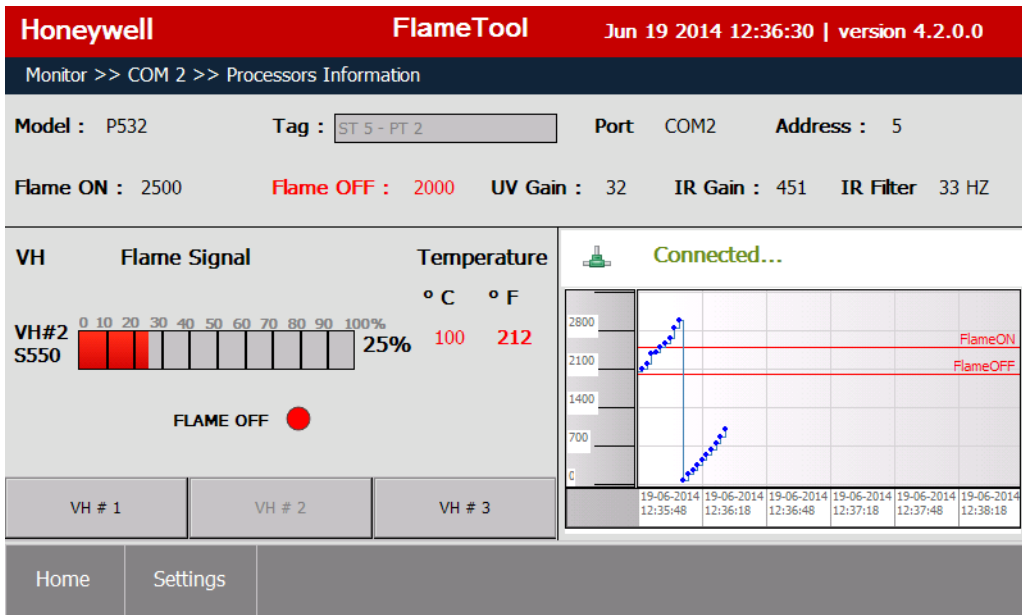 Honeywell FlameTool Jun 19 2014 12:36:30 | version 4.2.0.0
Monitor >> COM 2 >> Processors Information
Model : P532 Tag : ST 5 - PT 2 Port COM2 Address : 5
Flame ON : 2500 Flame OFF : 2000 UV Gain : 32 IR Gain : 451 IR Filter 33 HZ
VH Flame Signal Temperature
º C º F
VH#2 S550
0 10 20 30 40 50 60 70 80 90 100%
25% 100 212
FLAME OFF
VH # 1 VH # 2 VH # 3
Connected...
2800
2100
1400
700
0
FlameON
FlameOFF
19-06-2014 19-06-2014 19-06-2014 19-06-2014 19-06-2014 19-06-2014
12:35:48 12:36:18 12:36:48 12:37:18 12:37:48 12:38:18
Home Settings